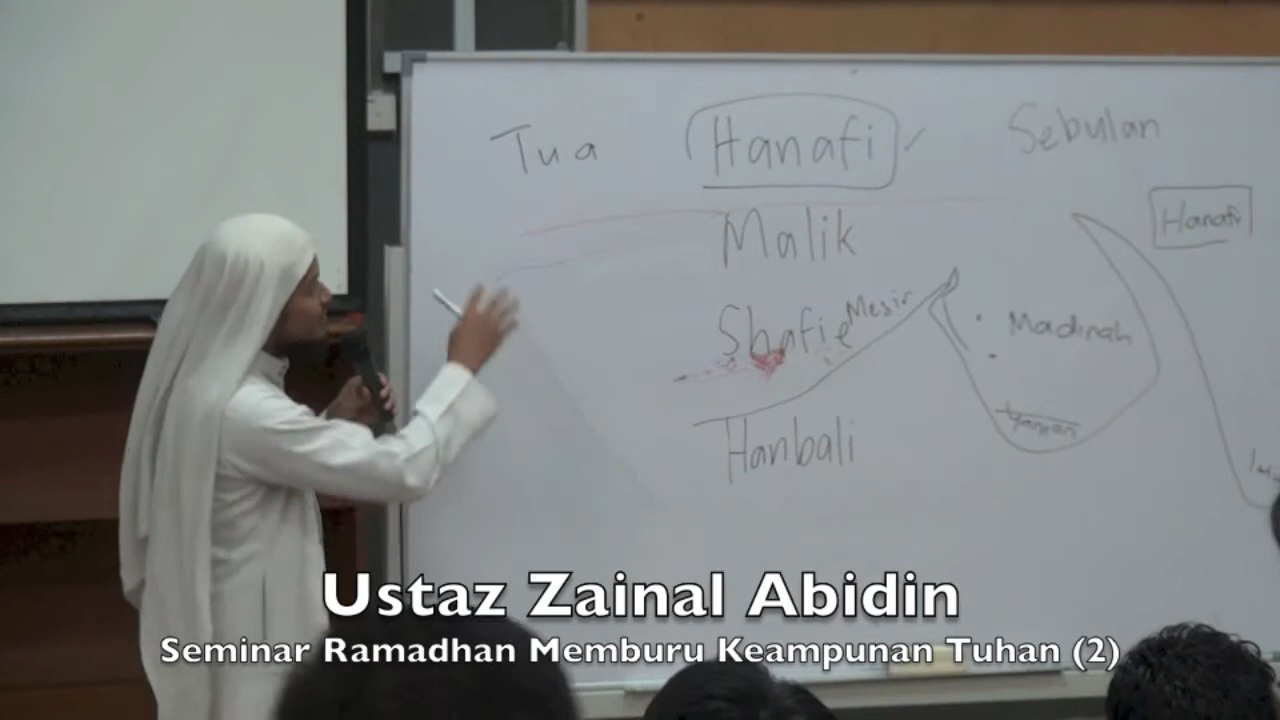 Tua Hanafi Sebulan
Hanafi
Malik
Shafie Mesir
Madinah
Yaman
Hanbali
Ustaz Zainal Abidin
Seminar Ramadhan Memburu Keampunan Tuhan (2)